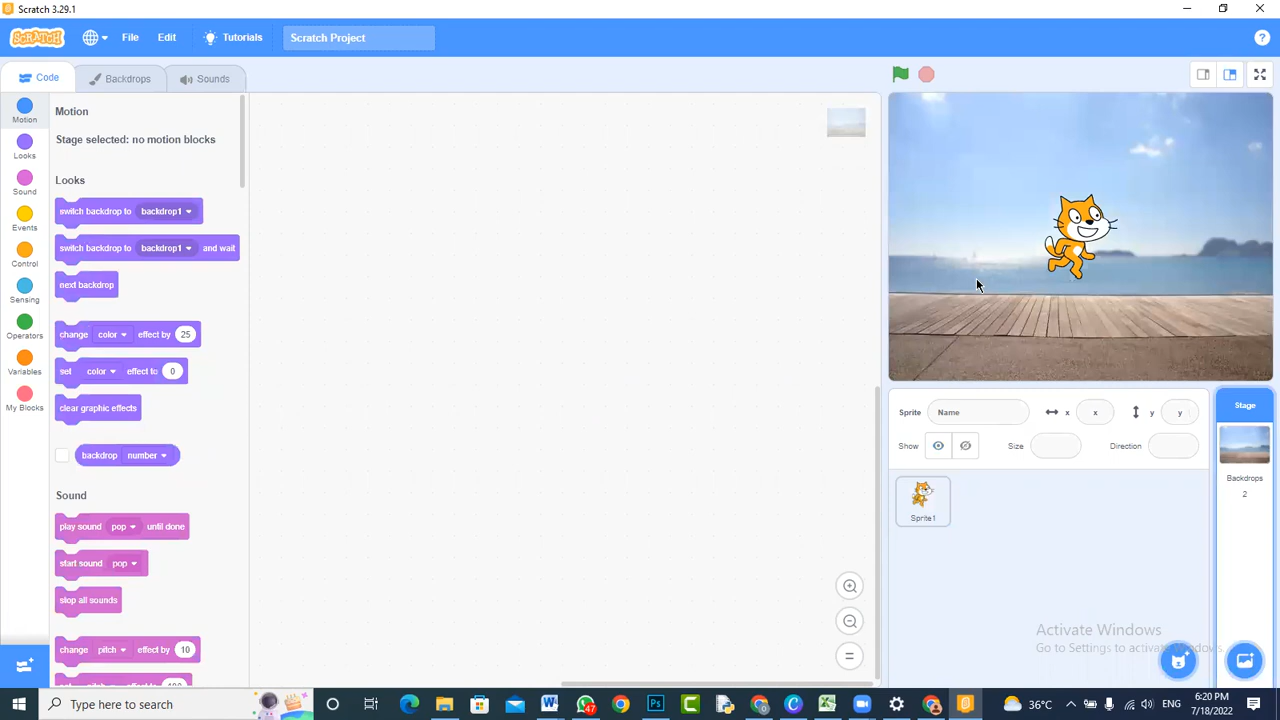 Scratch 3.29.1
SCRATCH File Edit Tutorials Scratch Project ?
Code Backdrops Sounds
Motion
Looks
Sound
Events
Control
Sensing
Operators
Variables
My Blocks
Motion
Stage selected: no motion blocks
Looks
switch backdrop to backdrop1
switch backdrop to backdrop1 and wait
next backdrop
change color effect by 25
set color effect to 0
clear graphic effects
backdrop number
Sound
play sound pop until done
start sound pop
stop all sounds
change pitch effect by 10
Sprite Name x x y y
Show Size Direction
Sprite1
Stage
Backdrops
2
Activate Windows
Go to Settings to activate Windows.
Type here to search
47
36°C
ENG
6:20 PM
7/18/2022